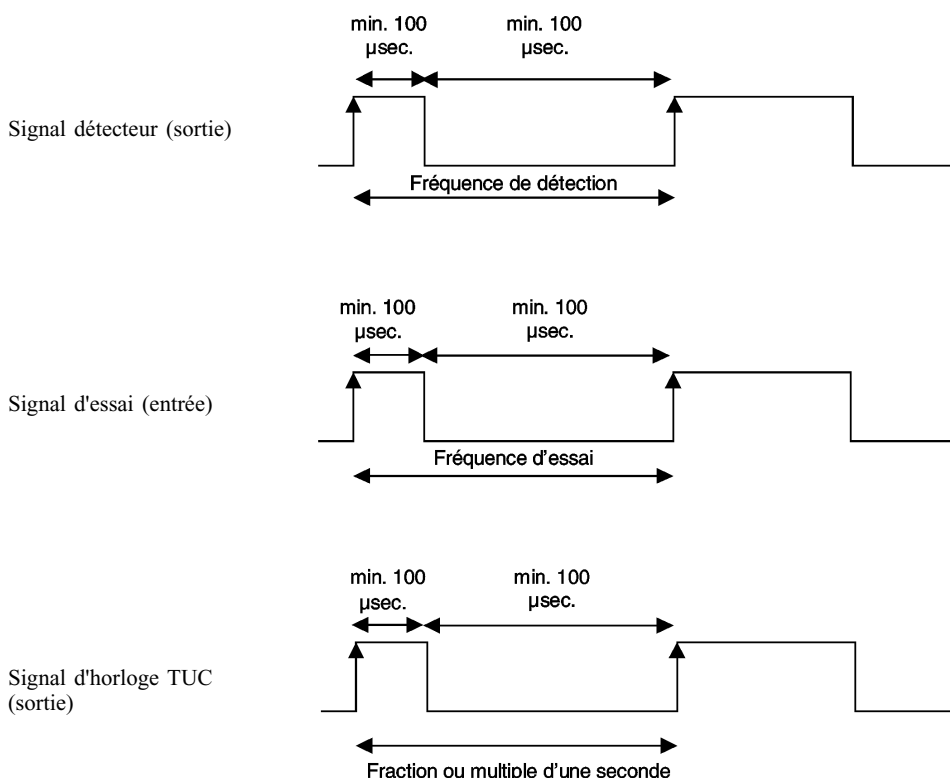 min. 100
µsec.
min. 100
µsec.
Signal détecteur (sortie)
Fréquence de détection
min. 100
µsec.
min. 100
µsec.
Signal d'essai (entrée)
Fréquence d'essai
min. 100
µsec.
min. 100
µsec.
Signal d'horloge TUC
(sortie)
Fraction ou multiple d'une seconde